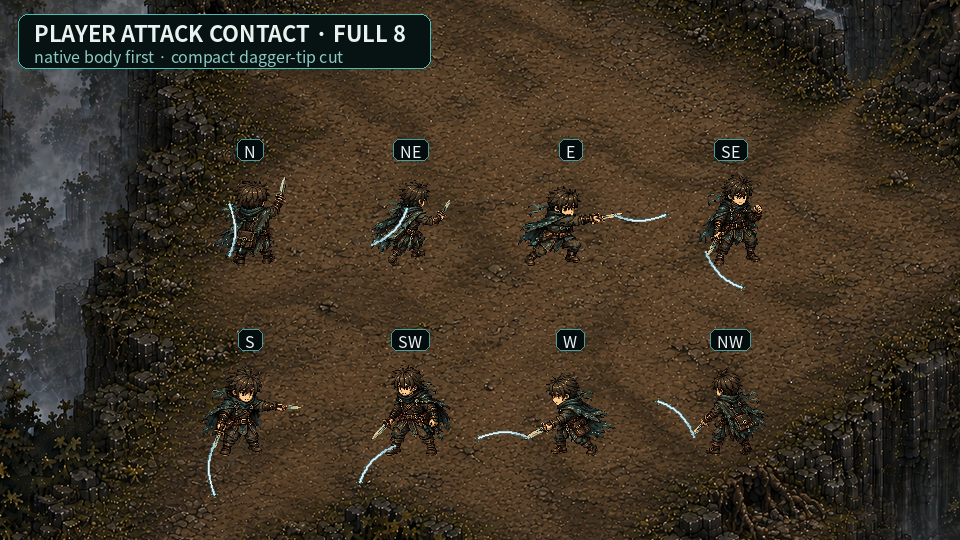 PLAYER ATTACK CONTACT · FULL 8
native body first · compact dagger-tip cut
N
NE
E
SE
S
SW
W
NW